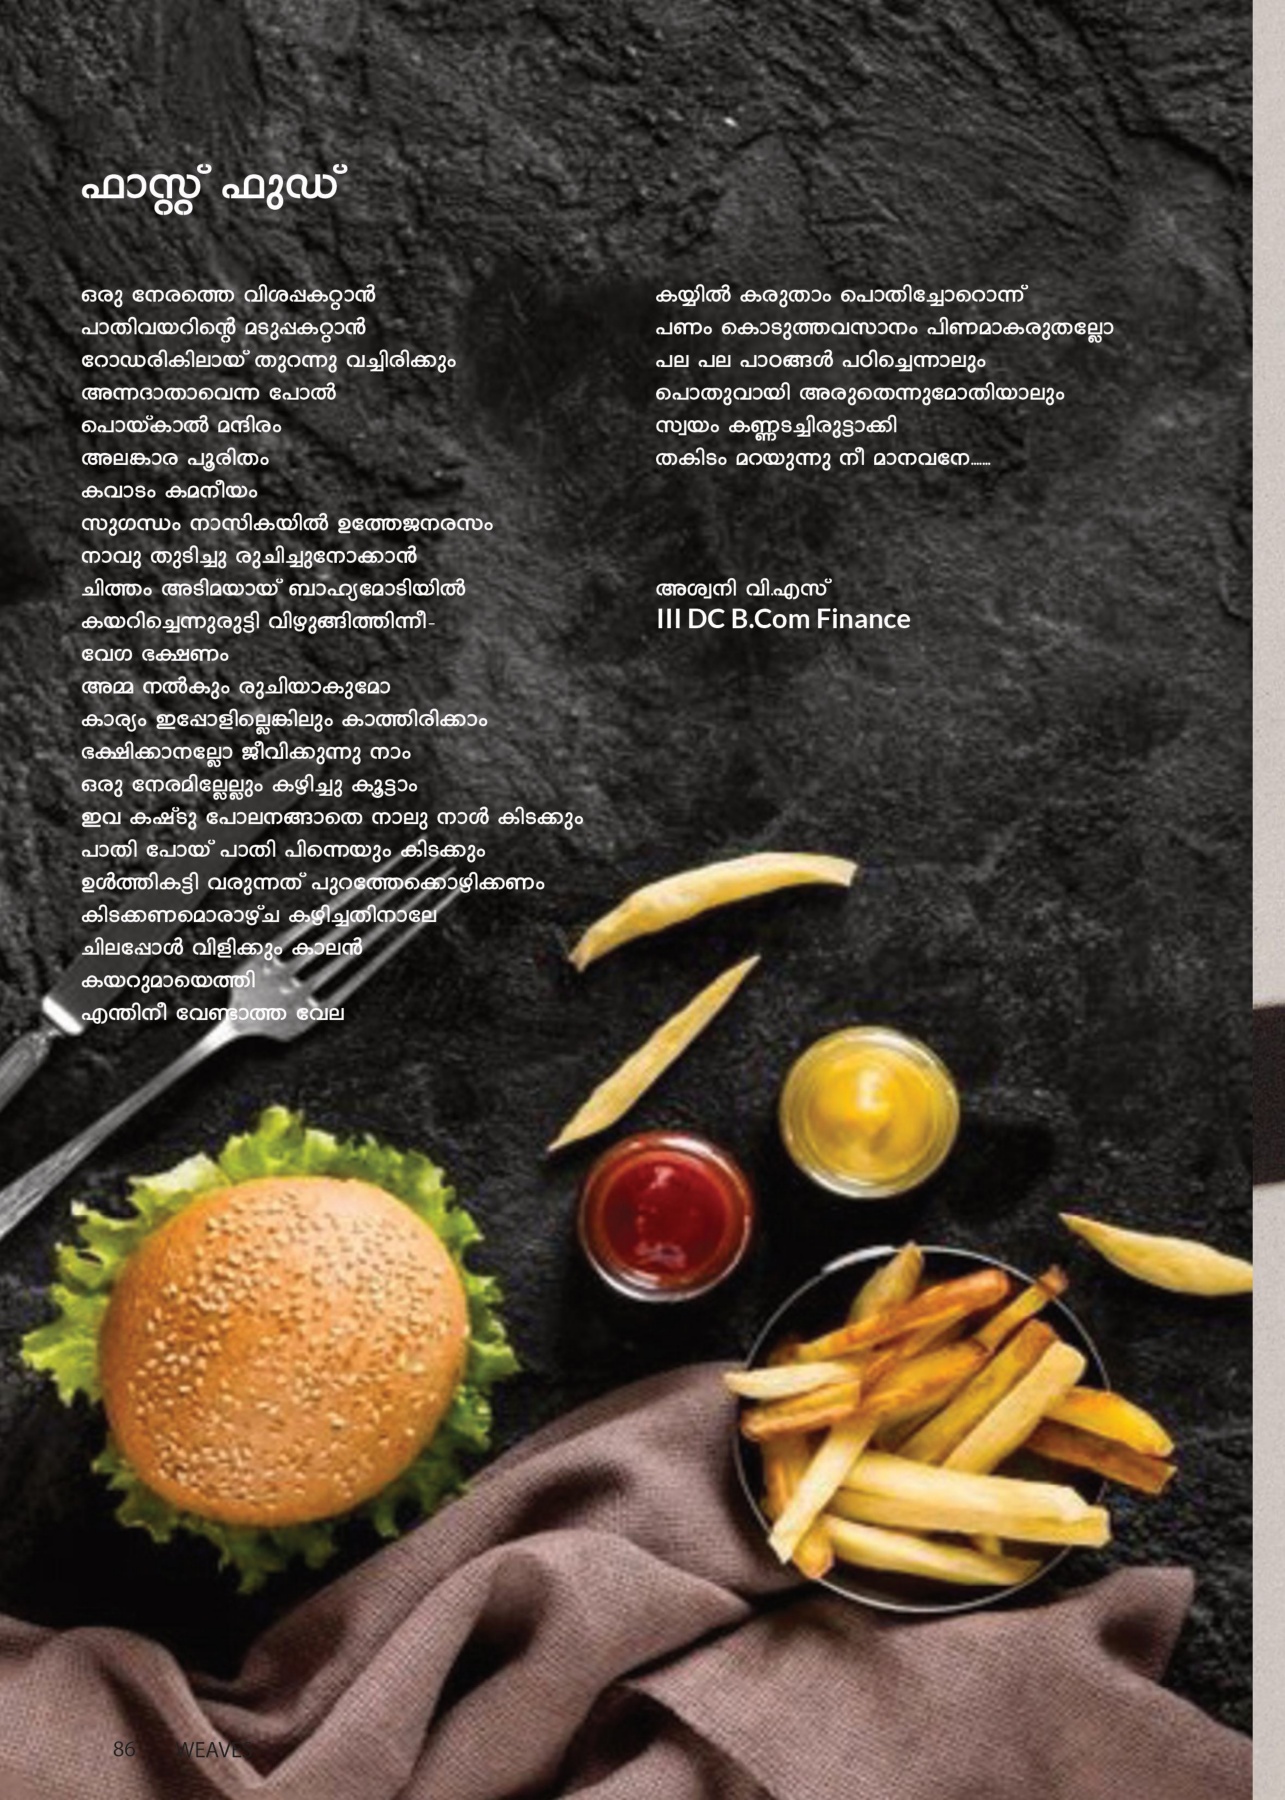 ഫാസ്റ്റ് ഫുഡ്
ഒരു നേരത്തെ വിശപ്പകറ്റാൻ
പാതിവയറിന്റെ മടുപ്പകറ്റാൻ
റോഡരികിലായ് തുറന്നു വച്ചിരിക്കും
അന്നദാതാവെന്ന പോൽ
പൊയ്കാൽ മന്ദിരം
അലങ്കാര പൂരിതം
കവാടം കമനീയം
സുഗന്ധം നാസികയിൽ ഉത്തേജനരസം
നാവു തുടിച്ചു രുചിച്ചുനോക്കാൻ
ചിത്തം അടിമയായ് ബാഹ്യമോടിയിൽ
കയറിച്ചെന്നുരുട്ടി വിഴുങ്ങിത്തിന്നീ-
വേഗ ഭക്ഷണം
അമ്മ നൽകും രുചിയാകുമോ
കാര്യം ഇപ്പോളില്ലെങ്കിലും കാത്തിരിക്കാം
ഭക്ഷിക്കാനല്ലോ ജീവിക്കുന്നു നാം
ഒരു നേരമില്ലേല്ലും കഴിച്ചു കൂട്ടാം
ഇവ കഷ്ടു പോലനങ്ങാതെ നാലു നാൾ കിടക്കും
പാതി പോയ് പാതി പിന്നെയും കിടക്കും
ഉൾത്തികട്ടി വരുന്നത് പുറത്തേക്കൊഴിക്കണം
കിടക്കണമൊരാഴ്ച കഴിച്ചതിനാലേ
ചിലപ്പോൾ വിളിക്കും കാലൻ
കയറുമായെത്തി
എന്തിനീ വേണ്ടാത്ത വേല
കയ്യിൽ കരുതാം പൊതിച്ചോറൊന്ന്
പണം കൊടുത്തവസാനം പിണമാകരുതല്ലോ
പല പല പാഠങ്ങൾ പഠിച്ചെന്നാലും
പൊതുവായി അരുതെന്നുമോതിയാലും
സ്വയം കണ്ണടച്ചിരുട്ടാക്കി
തകിടം മറയുന്നു നീ മാനവനേ......
അശ്വനി വി.എസ്
III DC B.Com Finance
86